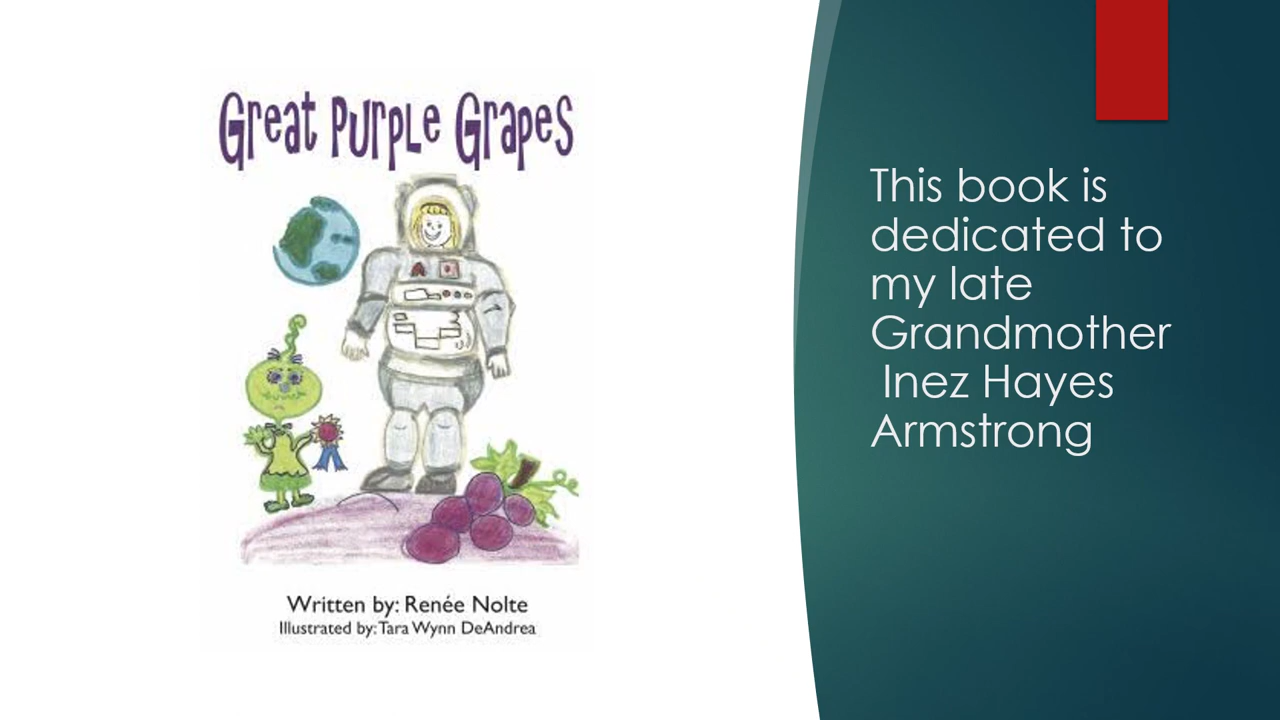 Great Purple Grapes
Written by: Renée Nolte
Illustrated by: Tara Wynn DeAndrea
This book is
dedicated to
my late
Grandmother
Inez Hayes
Armstrong